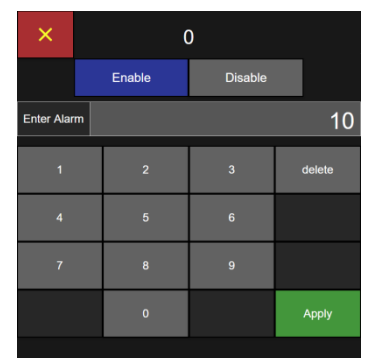 × 0
Enable Disable
Enter Alarm 10
1 2 3 delete
4 5 6
7 8 9
0 Apply